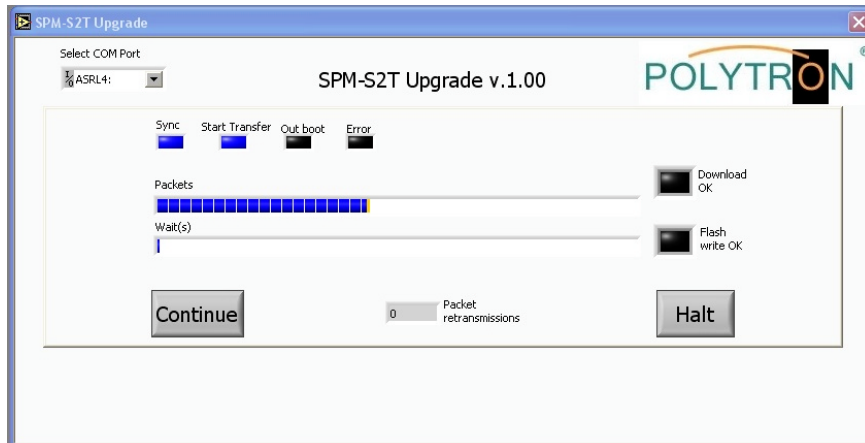 SPM-S2T Upgrade
Select COM Port
I/O ASRL4:
SPM-S2T Upgrade v.1.00
POLYTRON®
Sync Start Transfer Out boot Error
Packets
Download
OK
Wait(s)
Flash
write OK
Continue
0
Packet
retransmissions
Halt